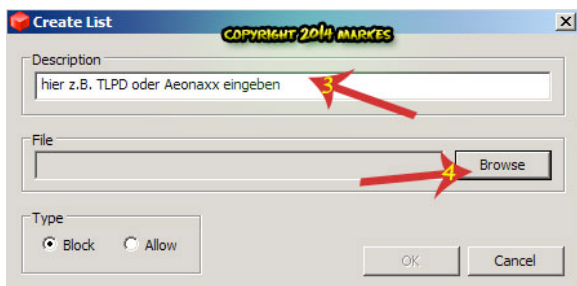 Create List
COPYRIGHT 2014 MARKES
Description
hier z.B. TLPD oder Aeonaxx eingeben
3
File
4
Browse
Type
Block Allow
OK Cancel